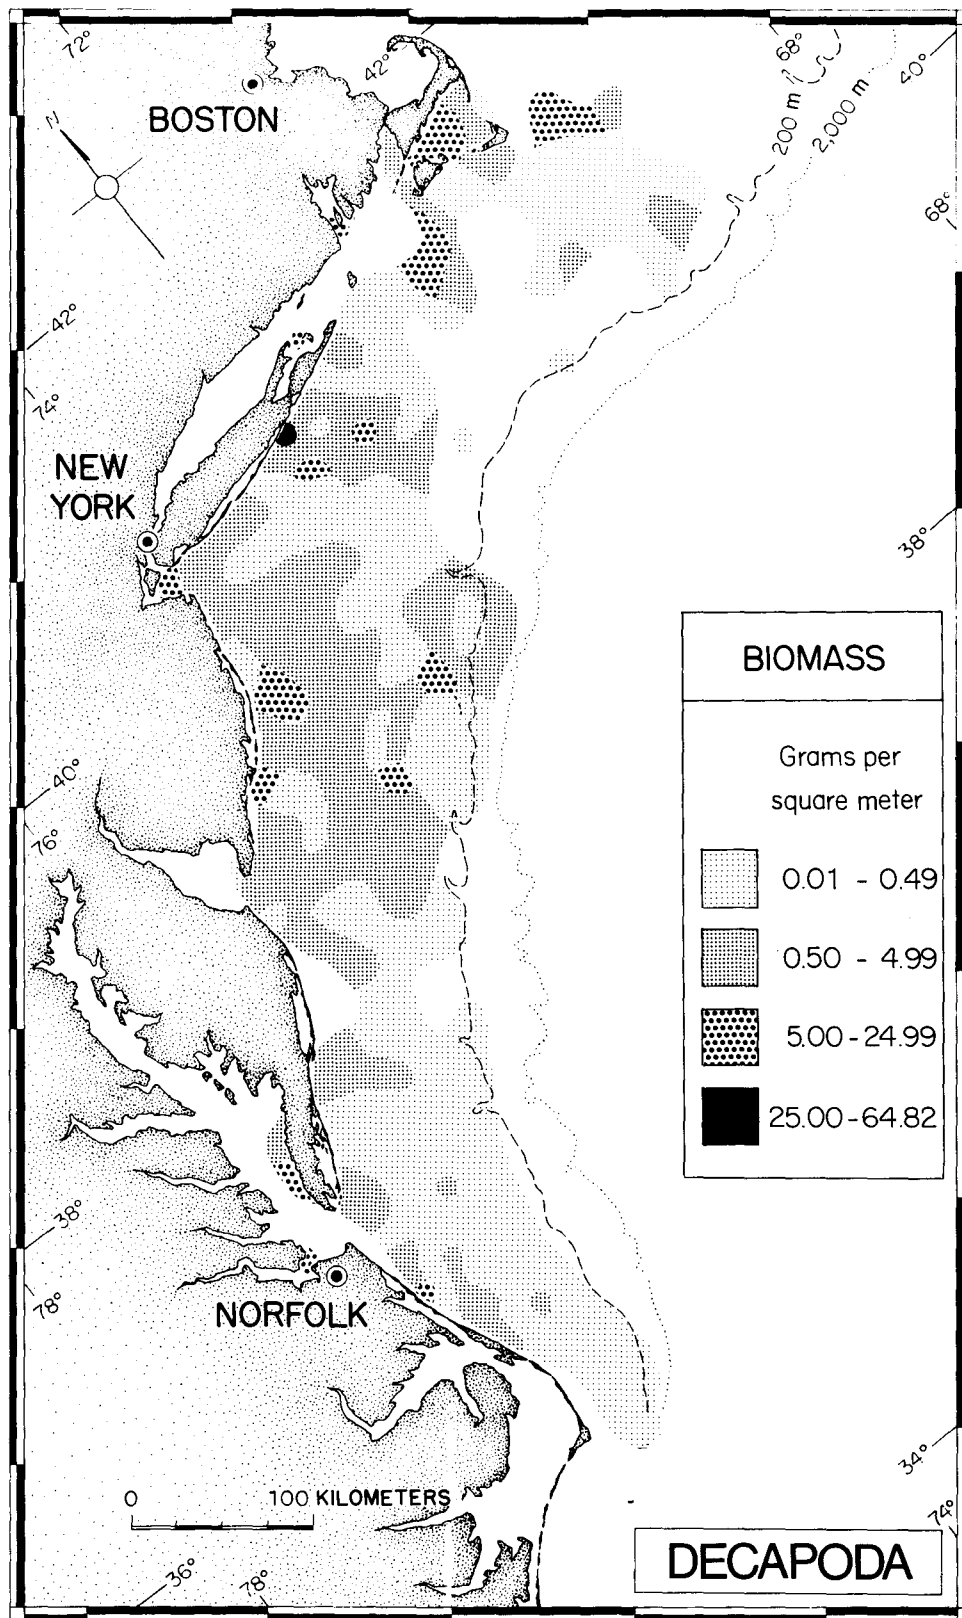 72°
42°
68°
40°
200 m
2,000 m
BOSTON
N
68°
42°
74°
NEW
YORK
38°
BIOMASS
Grams per
square meter
0.01 - 0.49
0.50 - 4.99
5.00-24.99
25.00-64.82
40°
76°
38°
78°
NORFOLK
34°
74°
0 100 KILOMETERS
36°
78°
DECAPODA